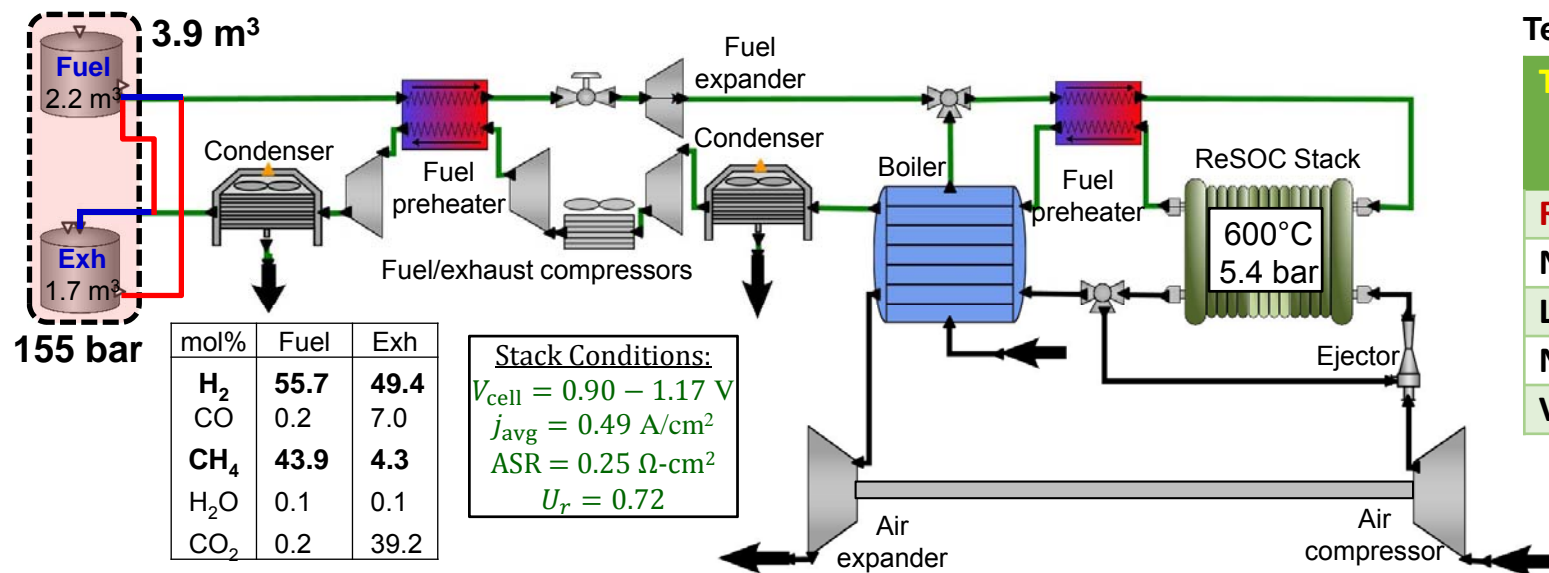 3.9 m³
Fuel
2.2 m³
Exh
1.7 m³
155 bar
Condenser
Fuel
preheater
Fuel
expander
Fuel/exhaust compressors
Condenser
Boiler
Fuel
preheater
ReSOC Stack
600°C
5.4 bar
Ejector
Air
expander
Air
compressor
mol% Fuel Exh
H₂ 55.7 49.4
CO 0.2 7.0
CH₄ 43.9 4.3
H₂O 0.1 0.1
CO₂ 0.2 39.2
Stack Conditions:
V_cell = 0.90 − 1.17 V
j_avg = 0.49 A/cm²
ASR = 0.25 Ω-cm²
U_r = 0.72
Te
T
F
N
L
N
V